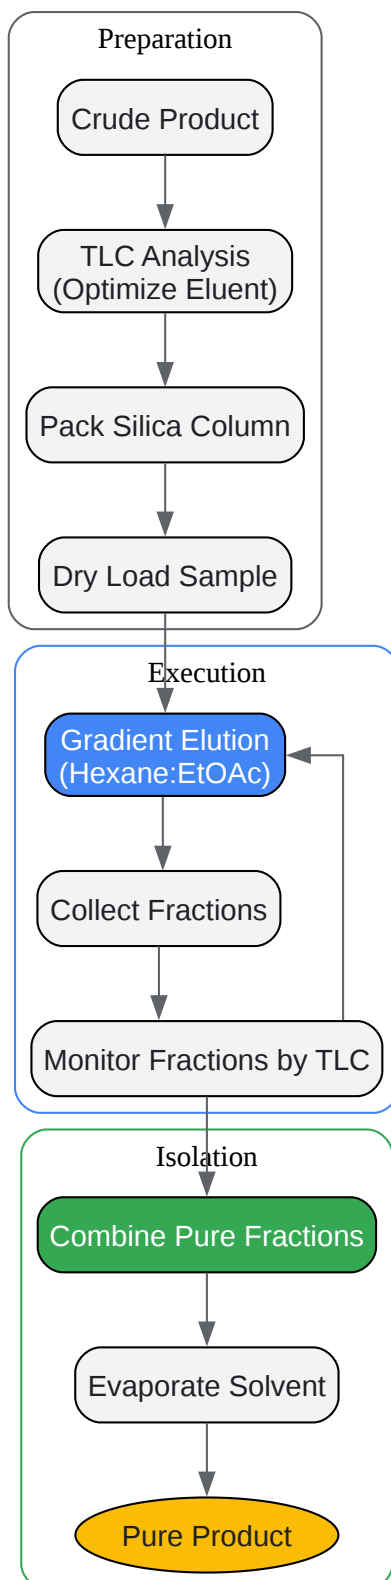 Preparation
Crude Product
TLC Analysis
(Optimize Eluent)
Pack Silica Column
Dry Load Sample
Execution
Gradient Elution
(Hexane:EtOAc)
Collect Fractions
Monitor Fractions by TLC
Isolation
Combine Pure Fractions
Evaporate Solvent
Pure Product